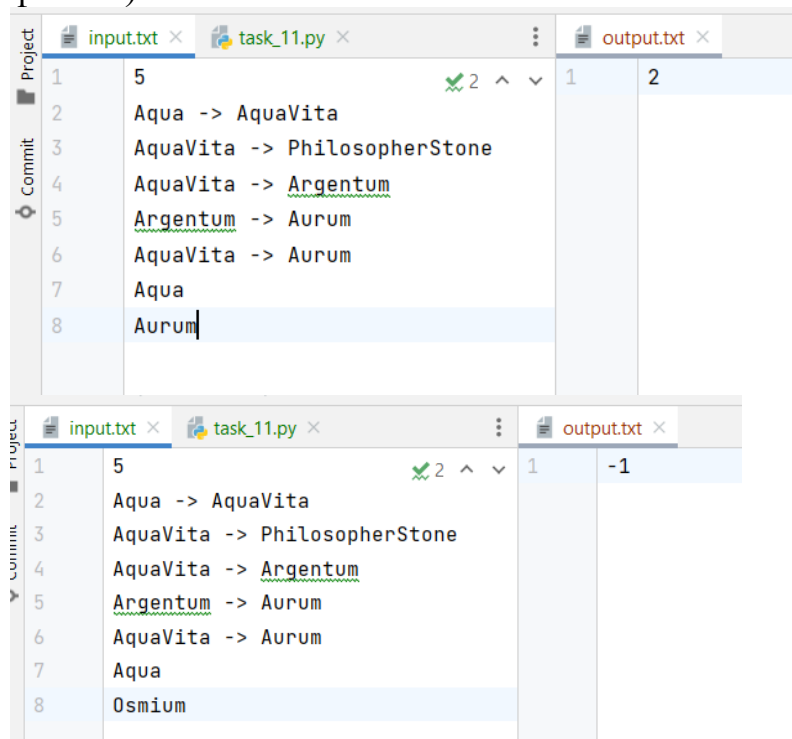 Project
Commit
input.txt × task_11.py × output.txt ×
1 5 2 1 2
2 Aqua -> AquaVita
3 AquaVita -> PhilosopherStone
4 AquaVita -> Argentum
5 Argentum -> Aurum
6 AquaVita -> Aurum
7 Aqua
8 Aurum
input.txt × task_11.py × output.txt ×
1 5 2 1 -1
2 Aqua -> AquaVita
3 AquaVita -> PhilosopherStone
4 AquaVita -> Argentum
5 Argentum -> Aurum
6 AquaVita -> Aurum
7 Aqua
8 Osmium